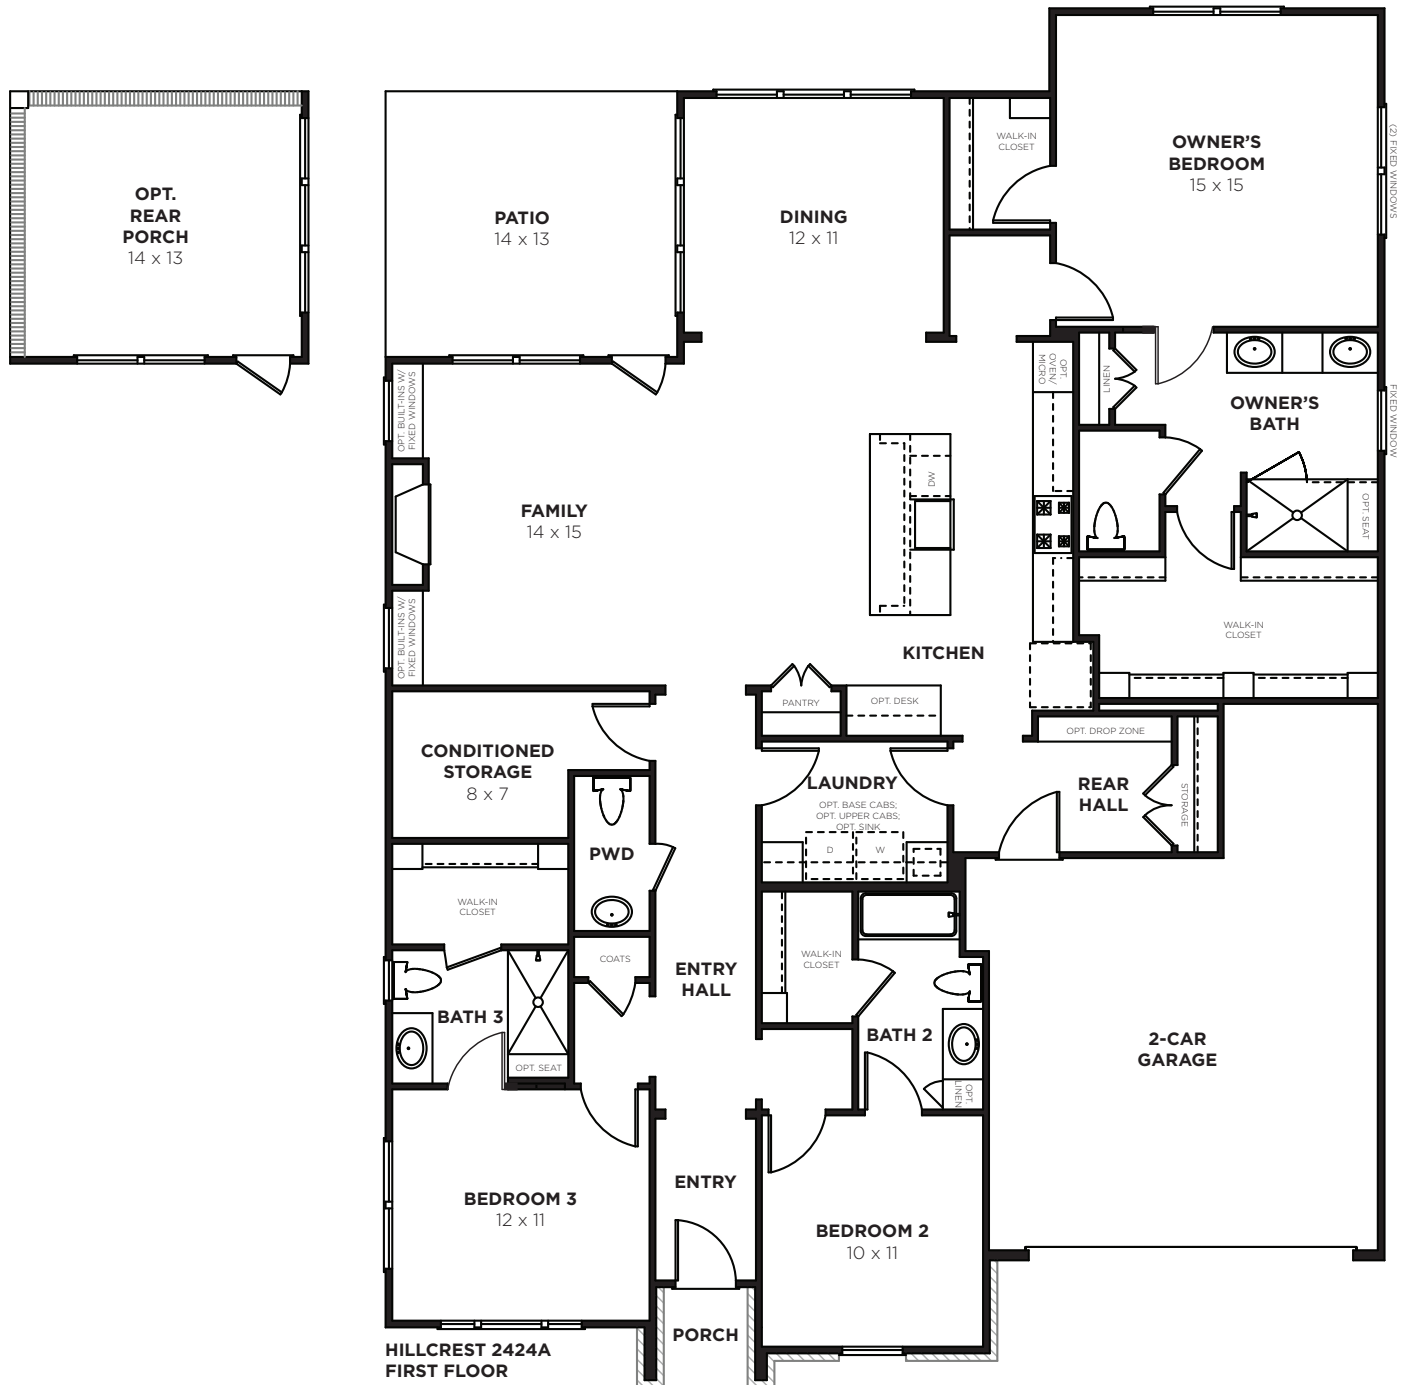 OPT.
REAR
PORCH
14 x 13
PATIO
14 x 13
DINING
12 x 11
WALK-IN
CLOSET
OWNER'S
BEDROOM
15 x 15
(2) FIXED WINDOWS
OPT. BUILT-INS W/
FIXED WINDOWS
FAMILY
14 x 15
OPT. BUILT-INS W/
FIXED WINDOWS
DW
OPT.
OVEN/
MICRO
LINEN
OWNER'S
BATH
FIXED WINDOW
OPT. SEAT
WALK-IN
CLOSET
KITCHEN
PANTRY
OPT. DESK
OPT. DROP ZONE
CONDITIONED
STORAGE
8 x 7
LAUNDRY
OPT. BASE CABS;
OPT. UPPER CABS;
OPT. SINK
D
W
REAR
HALL
STORAGE
PWD
WALK-IN
CLOSET
COATS
ENTRY
HALL
WALK-IN
CLOSET
BATH 3
OPT. SEAT
BATH 2
OPT.
LINEN
2-CAR
GARAGE
BEDROOM 3
12 x 11
ENTRY
BEDROOM 2
10 x 11
PORCH
HILLCREST 2424A
FIRST FLOOR